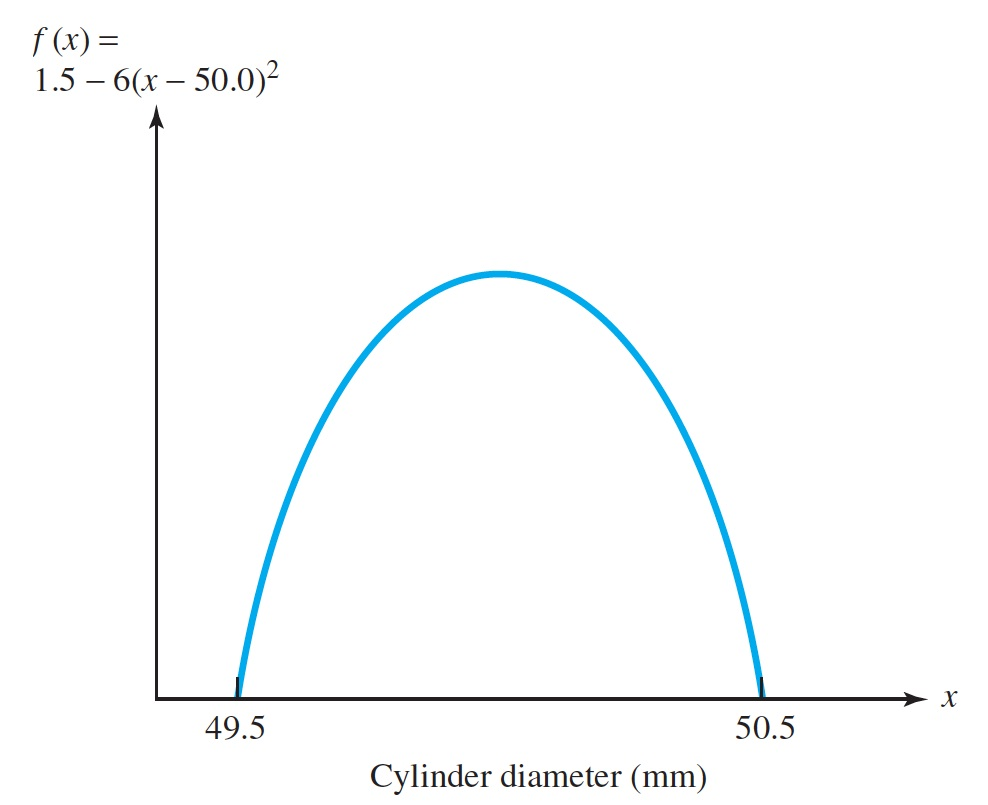 f (x) =
1.5 – 6(x – 50.0)²
x
49.5
50.5
Cylinder diameter (mm)